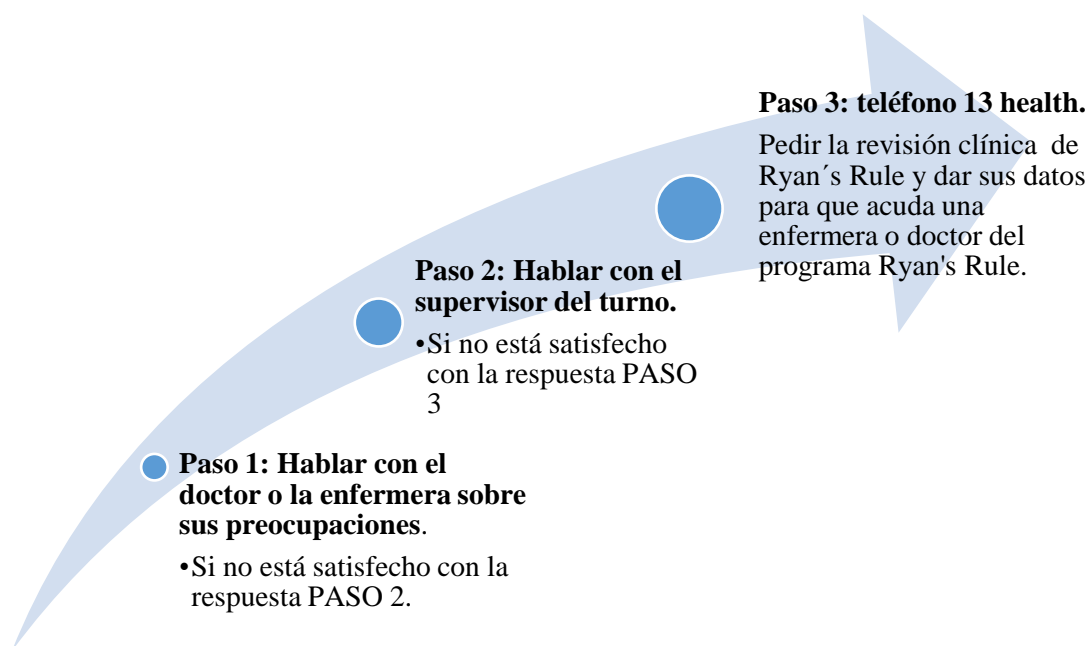 Paso 1: Hablar con el
doctor o la enfermera sobre
sus preocupaciones.
•Si no está satisfecho con la
respuesta PASO 2.
Paso 2: Hablar con el
supervisor del turno.
•Si no está satisfecho
con la respuesta PASO
3
Paso 3: teléfono 13 health.
Pedir la revisión clínica de
Ryan´s Rule y dar sus datos
para que acuda una
enfermera o doctor del
programa Ryan's Rule.